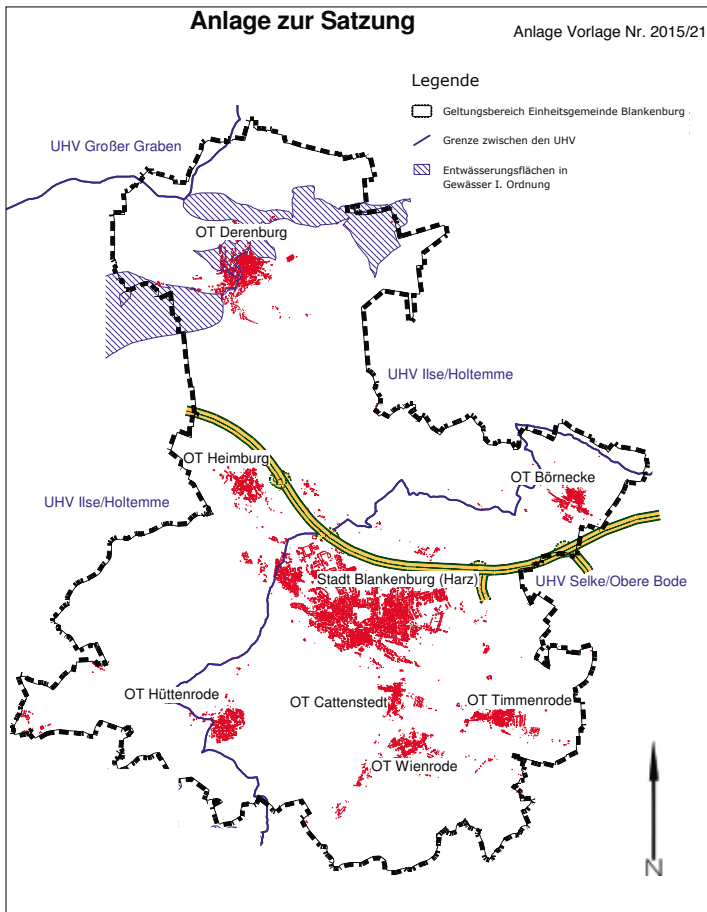 Anlage zur Satzung
Anlage Vorlage Nr. 2015/21
Legende
Geltungsbereich Einheitsgemeinde Blankenburg
Grenze zwischen den UHV
Entwässerungsflächen in
Gewässer I. Ordnung
UHV Großer Graben
OT Derenburg
UHV Ilse/Holtemme
OT Heimburg
OT Börnecke
UHV Ilse/Holtemme
Stadt Blankenburg (Harz)
UHV Selke/Obere Bode
OT Hüttenrode
OT Cattenstedt
OT Timmenrode
OT Wienrode
N